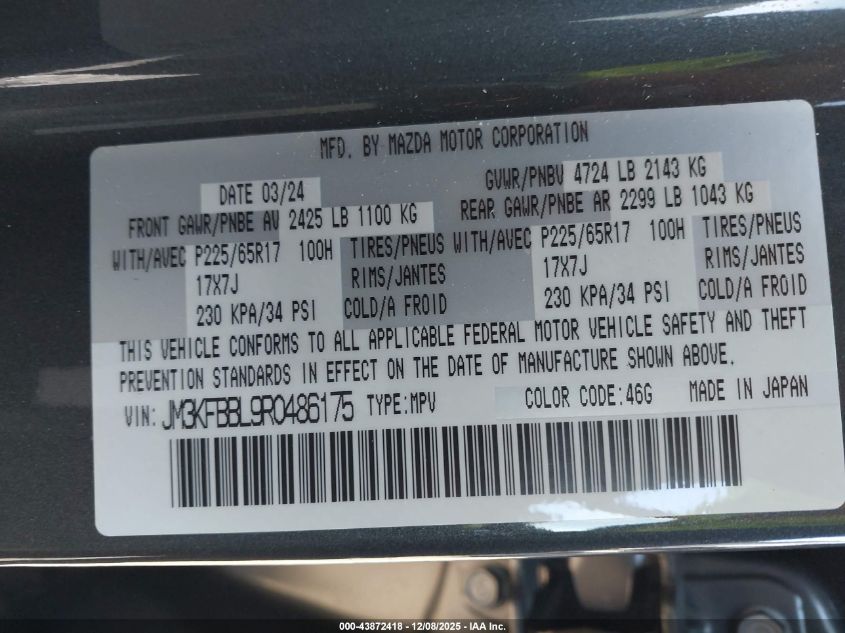 MFD. BY MAZDA MOTOR CORPORATION
DATE 03/24 GVWR/PNBV 4724 LB 2143 KG
FRONT GAWR/PNBE AV 2425 LB 1100 KG REAR GAWR/PNBE AR 2299 LB 1043 KG
WITH/AVEC P225/65R17 100H TIRES/PNEUS WITH/AVEC P225/65R17 100H TIRES/PNEUS
17X7J RIMS/JANTES 17X7J RIMS/JANTES
230 KPA/34 PSI COLD/A FROID 230 KPA/34 PSI COLD/A FROID
THIS VEHICLE CONFORMS TO ALL APPLICABLE FEDERAL MOTOR VEHICLE SAFETY AND THEFT
PREVENTION STANDARDS IN EFFECT ON THE DATE OF MANUFACTURE SHOWN ABOVE.
VIN: JM3KFBBL9R0486175 TYPE:MPV COLOR CODE:46G MADE IN JAPAN
000-43872418 - 12/08/2025 - IAA Inc.